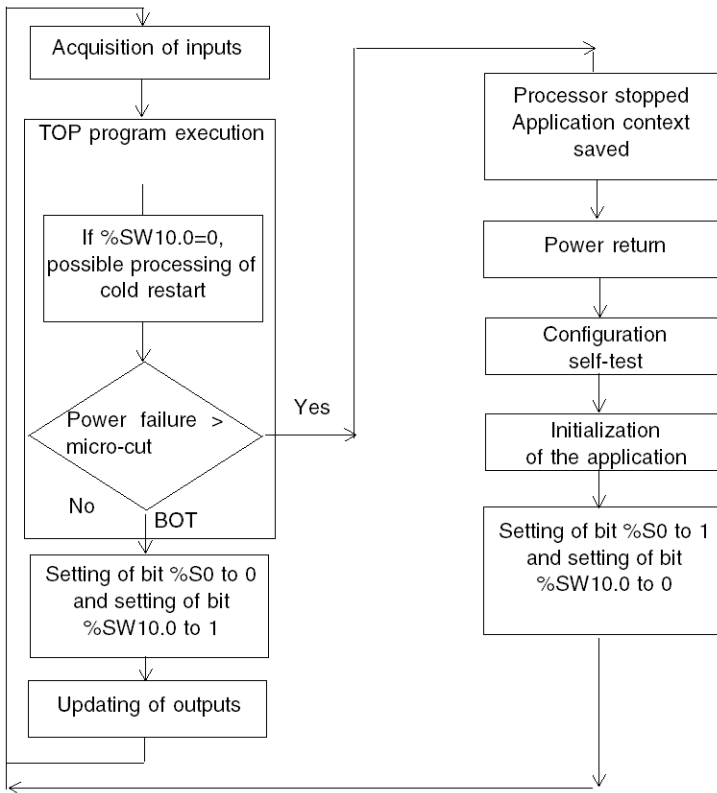 Acquisition of inputs
TOP program execution
If %SW10.0=0,
possible processing of
cold restart
Power failure >
micro-cut
Yes
No
BOT
Setting of bit %S0 to 0
and setting of bit
%SW10.0 to 1
Updating of outputs
Processor stopped
Application context
saved
Power return
Configuration
self-test
Initialization
of the application
Setting of bit %S0 to 1
and setting of bit
%SW10.0 to 0